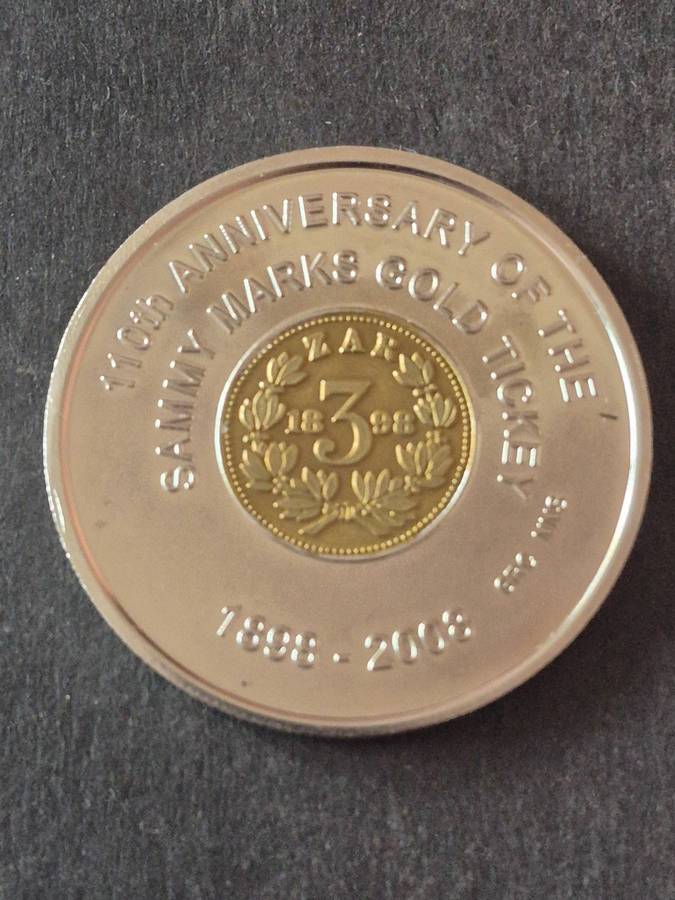 110th ANNIVERSARY OF THE
SAMMY MARKS GOLD TICKEY
ZAR
18 3 98
1898 - 2008